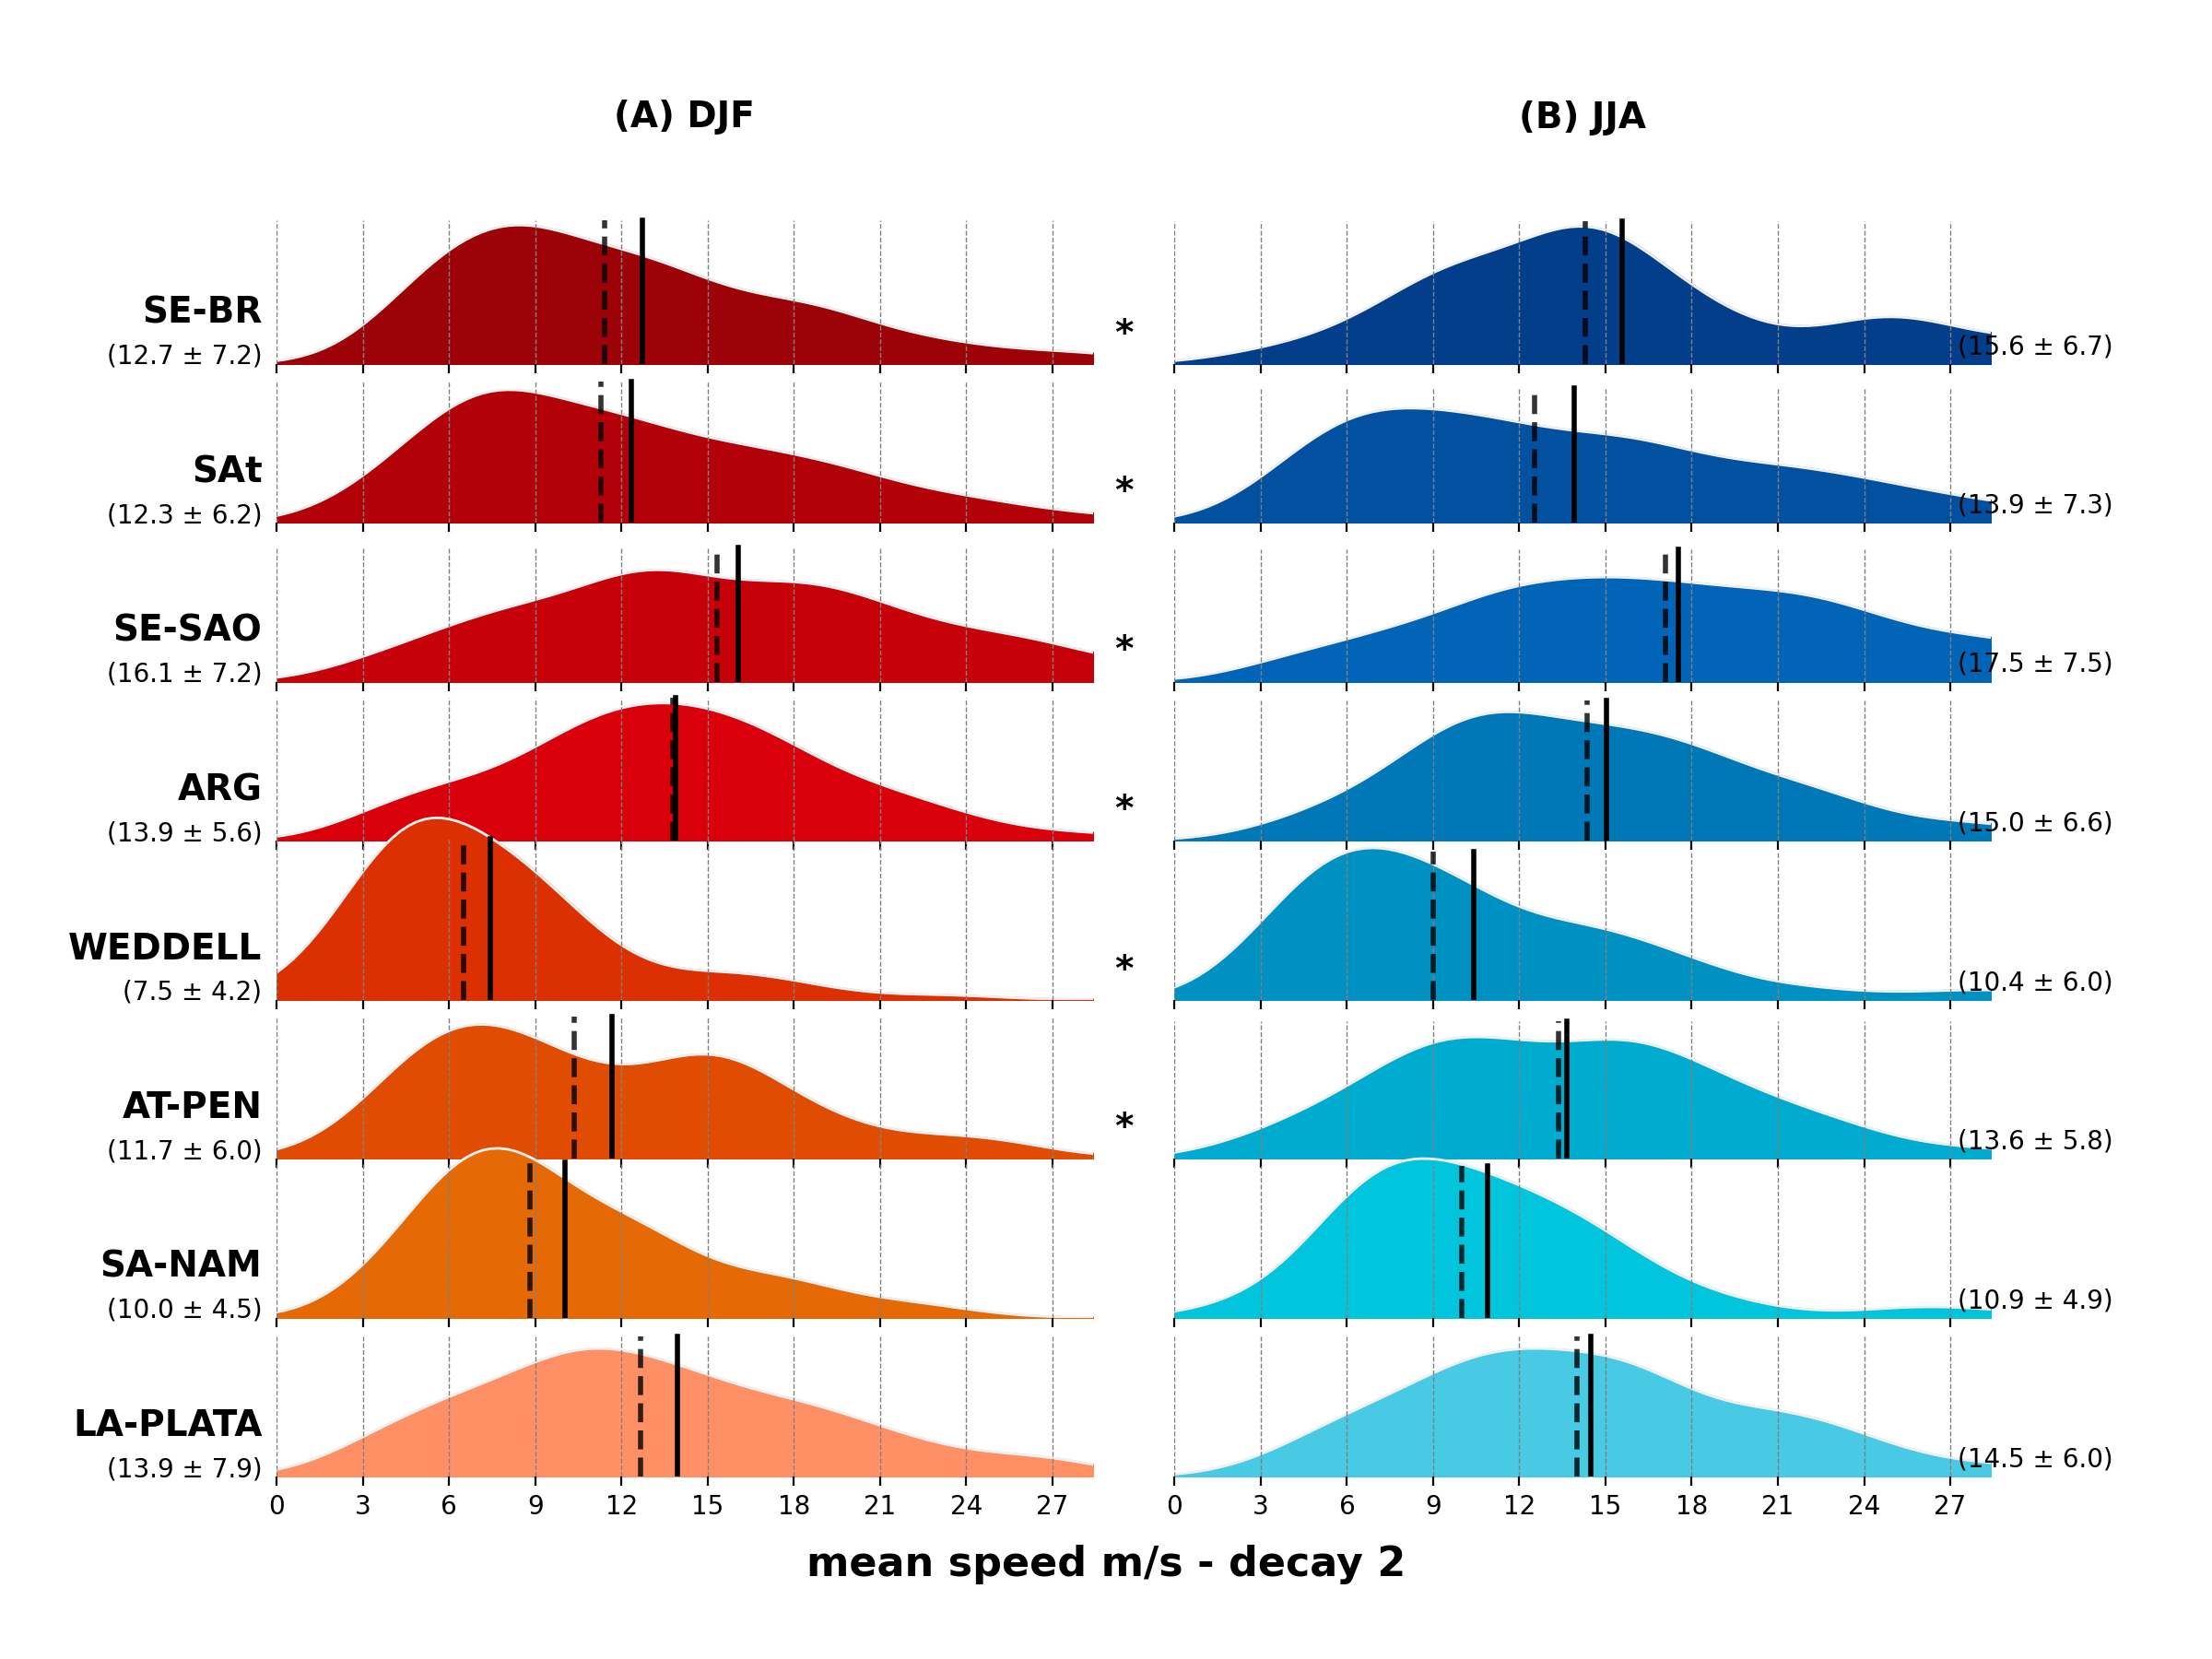 (A) DJF
(B) JJA
SE-BR
(12.7 ± 7.2)
*
(15.6 ± 6.7)
SAt
(12.3 ± 6.2)
*
(13.9 ± 7.3)
SE-SAO
(16.1 ± 7.2)
*
(17.5 ± 7.5)
ARG
(13.9 ± 5.6)
*
(15.0 ± 6.6)
WEDDELL
(7.5 ± 4.2)
*
(10.4 ± 6.0)
AT-PEN
(11.7 ± 6.0)
*
(13.6 ± 5.8)
SA-NAM
(10.0 ± 4.5)
(10.9 ± 4.9)
LA-PLATA
(13.9 ± 7.9)
(14.5 ± 6.0)
0 3 6 9 12 15 18 21 24 27
0 3 6 9 12 15 18 21 24 27
mean speed m/s - decay 2